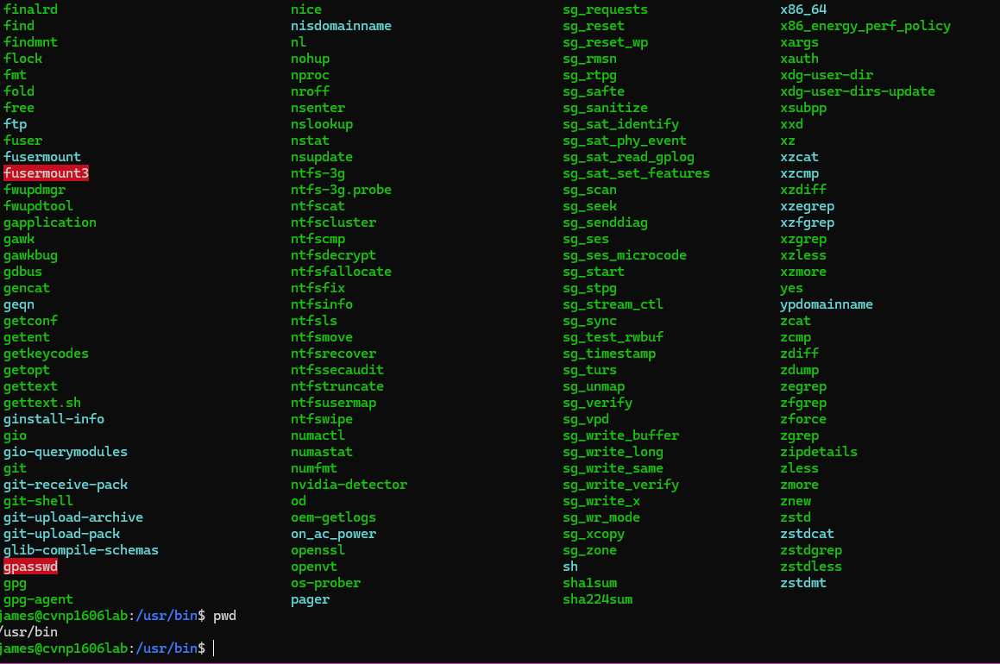 finalrd nice sg_requests x86_64
find nisdomainname sg_reset x86_energy_perf_policy
findmnt nl sg_reset_wp xargs
flock nohup sg_rmsn xauth
fmt nproc sg_rtpg xdg-user-dir
fold nroff sg_safte xdg-user-dirs-update
free nsenter sg_sanitize xsubpp
ftp nslookup sg_sat_identify xxd
fuser nstat sg_sat_phy_event xz
fusermount nsupdate sg_sat_read_gplog xzcat
fusermount3 ntfs-3g sg_sat_set_features xzcmp
fwupdmgr ntfs-3g.probe sg_scan xzdiff
fwupdtool ntfscat sg_seek xzegrep
gapplication ntfscluster sg_senddiag xzfgrep
gawk ntfscmp sg_ses xzgrep
gawkbug ntfsdecrypt sg_ses_microcode xzless
gdbus ntfsfallocate sg_start xzmore
gencat ntfsfix sg_stpg yes
geqn ntfsinfo sg_stream_ctl ypdomainname
getconf ntfsls sg_sync zcat
getent ntfsmove sg_test_rwbuf zcmp
getkeycodes ntfsrecover sg_timestamp zdiff
getopt ntfssecaudit sg_turs zdump
gettext ntfstruncate sg_unmap zegrep
gettext.sh ntfsusermap sg_verify zfgrep
ginstall-info ntfswipe sg_vpd zforce
gio numactl sg_write_buffer zgrep
gio-querymodules numastat sg_write_long zipdetails
git numfmt sg_write_same zless
git-receive-pack nvidia-detector sg_write_verify zmore
git-shell od sg_write_x znew
git-upload-archive oem-getlogs sg_wr_mode zstd
git-upload-pack on_ac_power sg_xcopy zstdcat
glib-compile-schemas openssl sg_zone zstdgrep
gpasswd openvt sh zstdless
gpg os-prober sha1sum zstdmt
gpg-agent pager sha224sum
james@cvnp1606lab:/usr/bin$ pwd
/usr/bin
james@cvnp1606lab:/usr/bin$